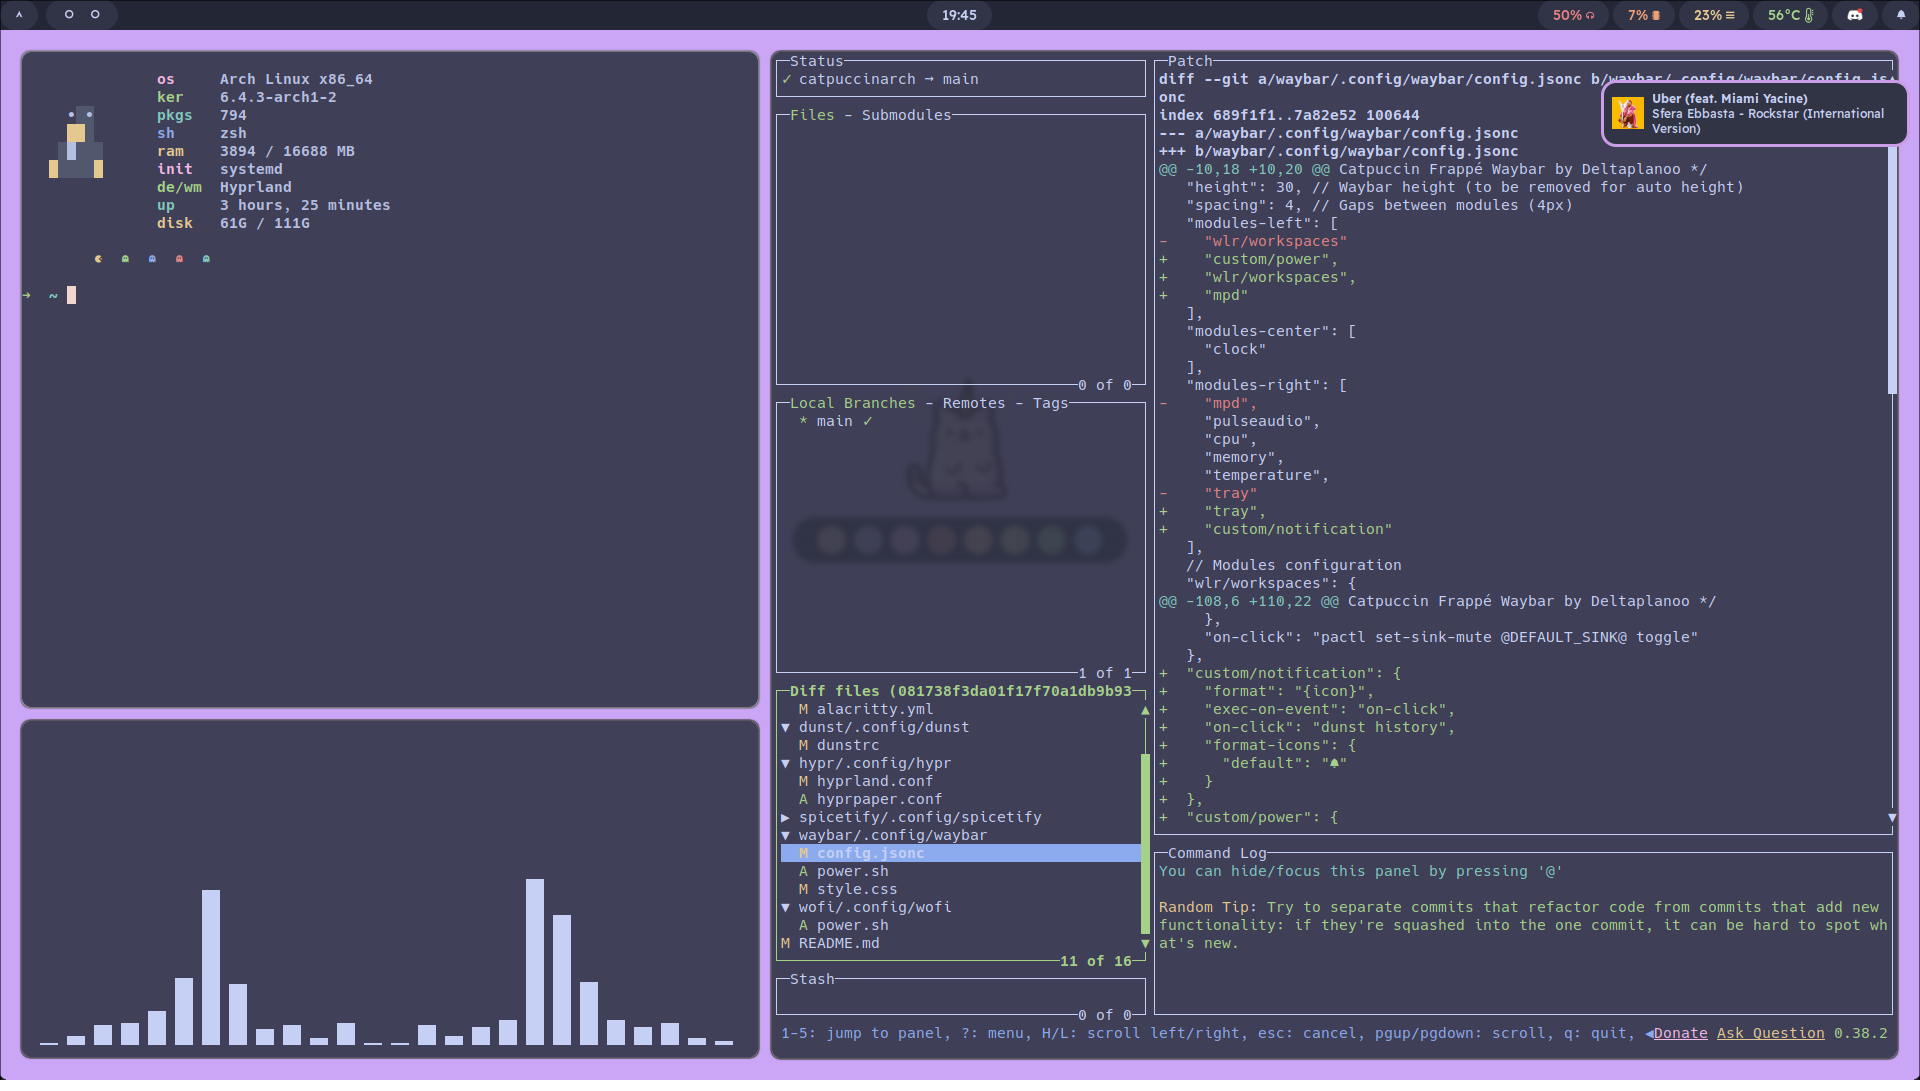 19:45
50%
7%
23%
56°C
os Arch Linux x86_64
ker 6.4.3-arch1-2
pkgs 794
sh zsh
ram 3894 / 16688 MB
init systemd
de/wm Hyprland
up 3 hours, 25 minutes
disk 61G / 111G
→ ~
Status
✓ catpuccinarch → main
Files - Submodules
0 of 0
Local Branches - Remotes - Tags
* main ✓
1 of 1
Diff files (081738f3da01f17f70a1db9b93
M alacritty.yml
▼ dunst/.config/dunst
M dunstrc
▼ hypr/.config/hypr
M hyprland.conf
A hyprpaper.conf
▶ spicetify/.config/spicetify
▼ waybar/.config/waybar
M config.jsonc
A power.sh
M style.css
▼ wofi/.config/wofi
A power.sh
M README.md
11 of 16
Stash
0 of 0
Patch
diff --git a/waybar/.config/waybar/config.jsonc b/waybar/.config/waybar/config.js
onc
index 689f1f1..7a82e52 100644
--- a/waybar/.config/waybar/config.jsonc
+++ b/waybar/.config/waybar/config.jsonc
@@ -10,18 +10,20 @@ Catpuccin Frappé Waybar by Deltaplanoo */
"height": 30, // Waybar height (to be removed for auto height)
"spacing": 4, // Gaps between modules (4px)
"modules-left": [
- "wlr/workspaces"
+ "custom/power",
+ "wlr/workspaces",
+ "mpd"
],
"modules-center": [
"clock"
],
"modules-right": [
- "mpd",
"pulseaudio",
"cpu",
"memory",
"temperature",
- "tray"
+ "tray",
+ "custom/notification"
],
// Modules configuration
"wlr/workspaces": {
@@ -108,6 +110,22 @@ Catpuccin Frappé Waybar by Deltaplanoo */
},
"on-click": "pactl set-sink-mute @DEFAULT_SINK@ toggle"
},
+ "custom/notification": {
+ "format": "{icon}",
+ "exec-on-event": "on-click",
+ "on-click": "dunst history",
+ "format-icons": {
+ "default": "🔔"
+ }
+ },
+ "custom/power": {
Uber (feat. Miami Yacine)
Sfera Ebbasta - Rockstar (International
Version)
Command Log
You can hide/focus this panel by pressing '@'
Random Tip: Try to separate commits that refactor code from commits that add new
functionality: if they're squashed into the one commit, it can be hard to spot wh
at's new.
1-5: jump to panel, ?: menu, H/L: scroll left/right, esc: cancel, pgup/pgdown: scroll, q: quit, ◀Donate Ask Question 0.38.2